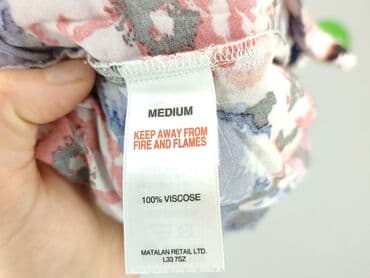 MEDIUM
KEEP AWAY FROM
FIRE AND FLAMES
100% VISCOSE
MATALAN RETAIL LTD.
L33 7SZ